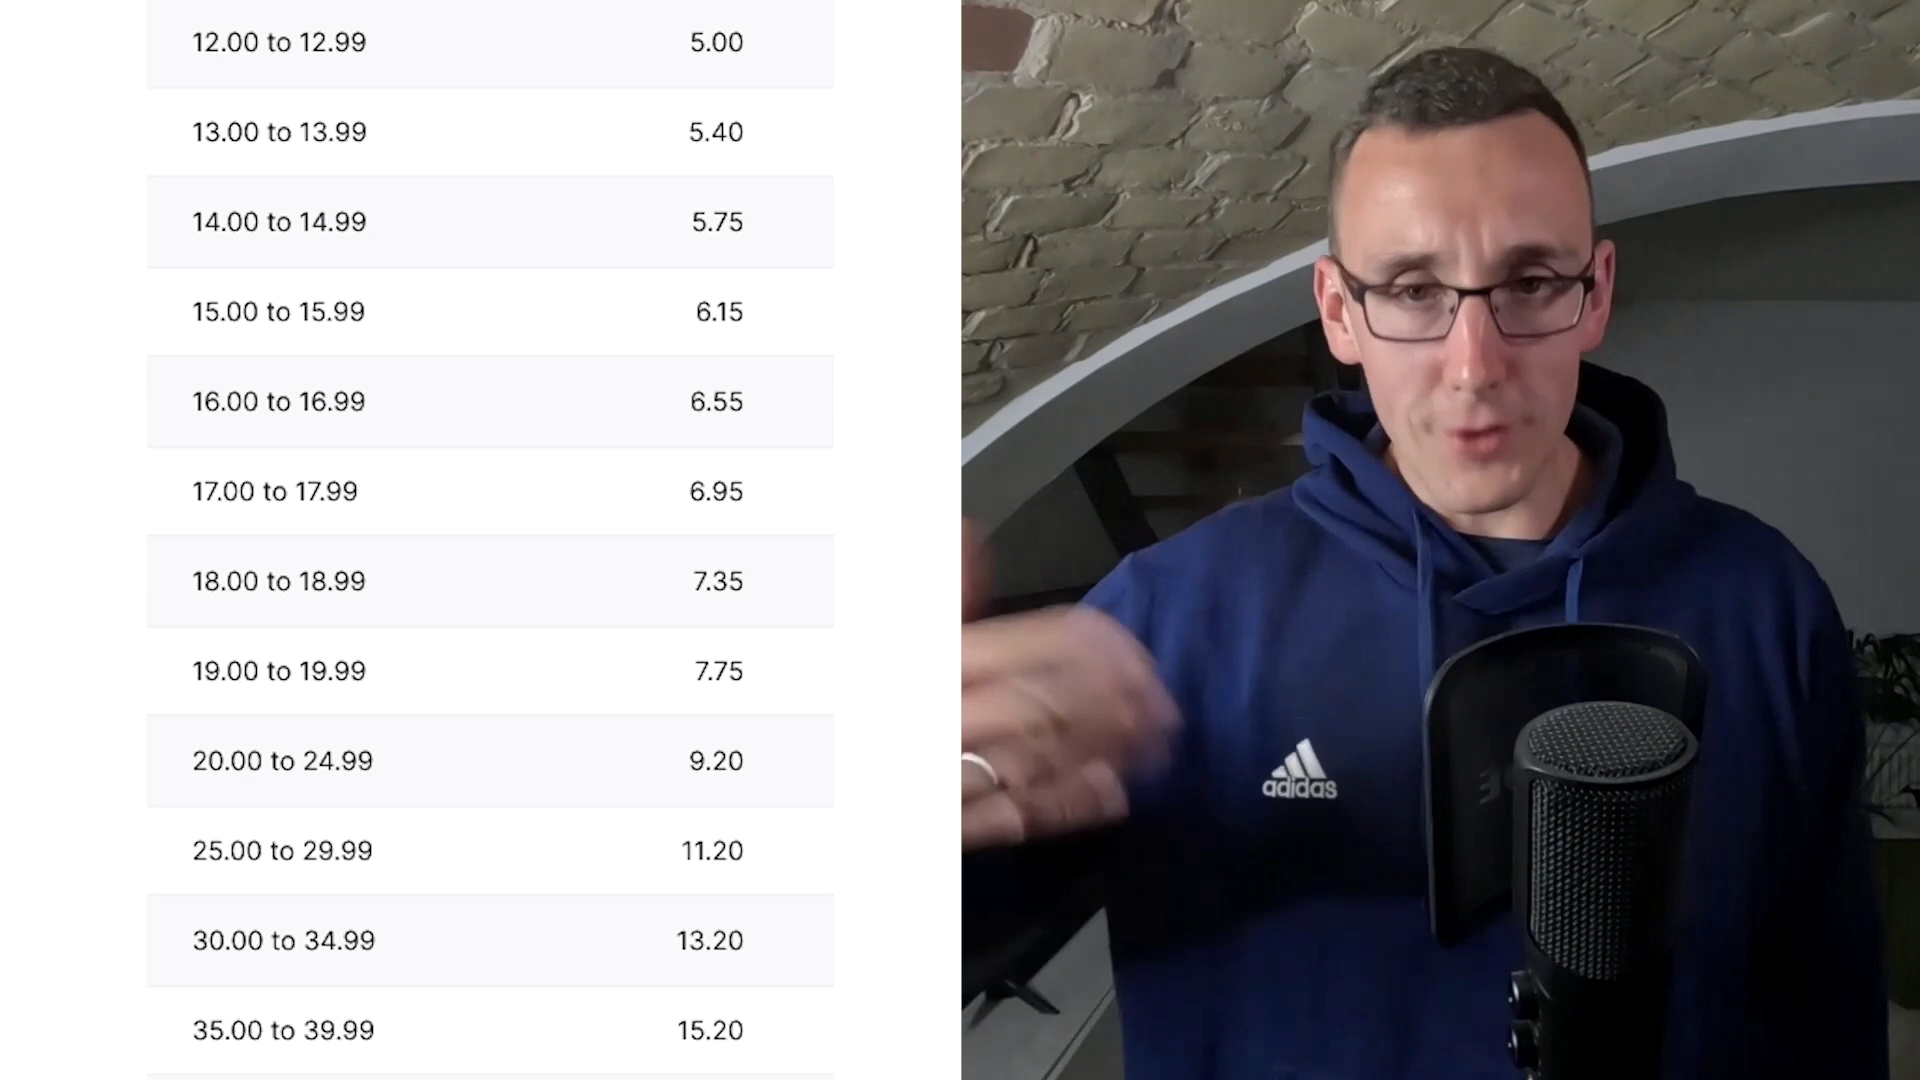 12.00 to 12.99 5.00
13.00 to 13.99 5.40
14.00 to 14.99 5.75
15.00 to 15.99 6.15
16.00 to 16.99 6.55
17.00 to 17.99 6.95
18.00 to 18.99 7.35
19.00 to 19.99 7.75
20.00 to 24.99 9.20
25.00 to 29.99 11.20
30.00 to 34.99 13.20
35.00 to 39.99 15.20
adidas